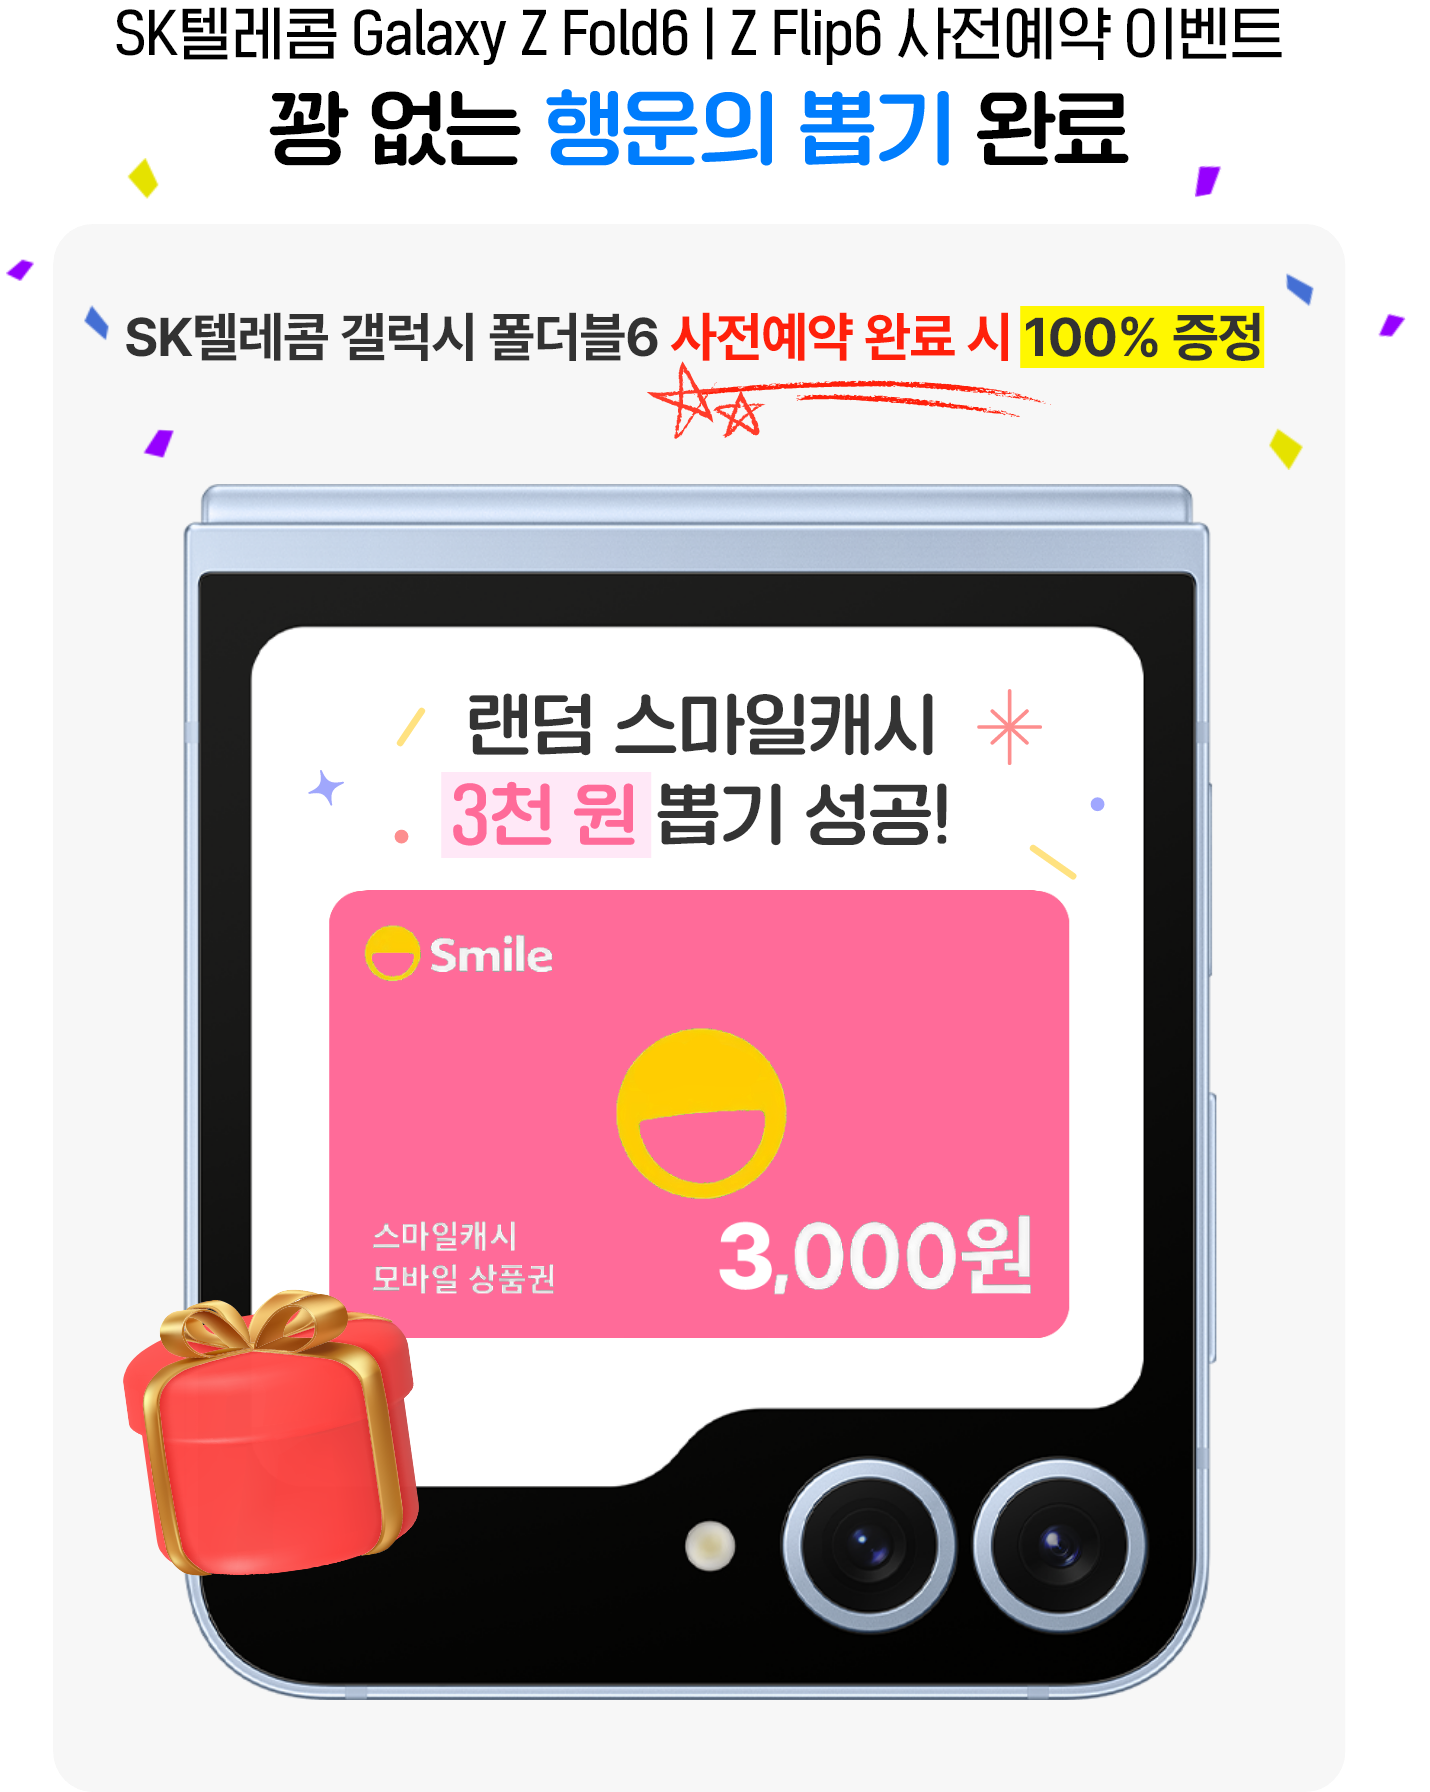 SK텔레콤 Galaxy Z Fold6 | Z Flip6 사전예약 이벤트
꽝 없는 행운의 뽑기 완료
SK텔레콤 갤럭시 폴더블6 사전예약 완료 시 100% 증정
랜덤 스마일캐시
3천 원 뽑기 성공!
Smile
스마일캐시
모바일 상품권
3,000원